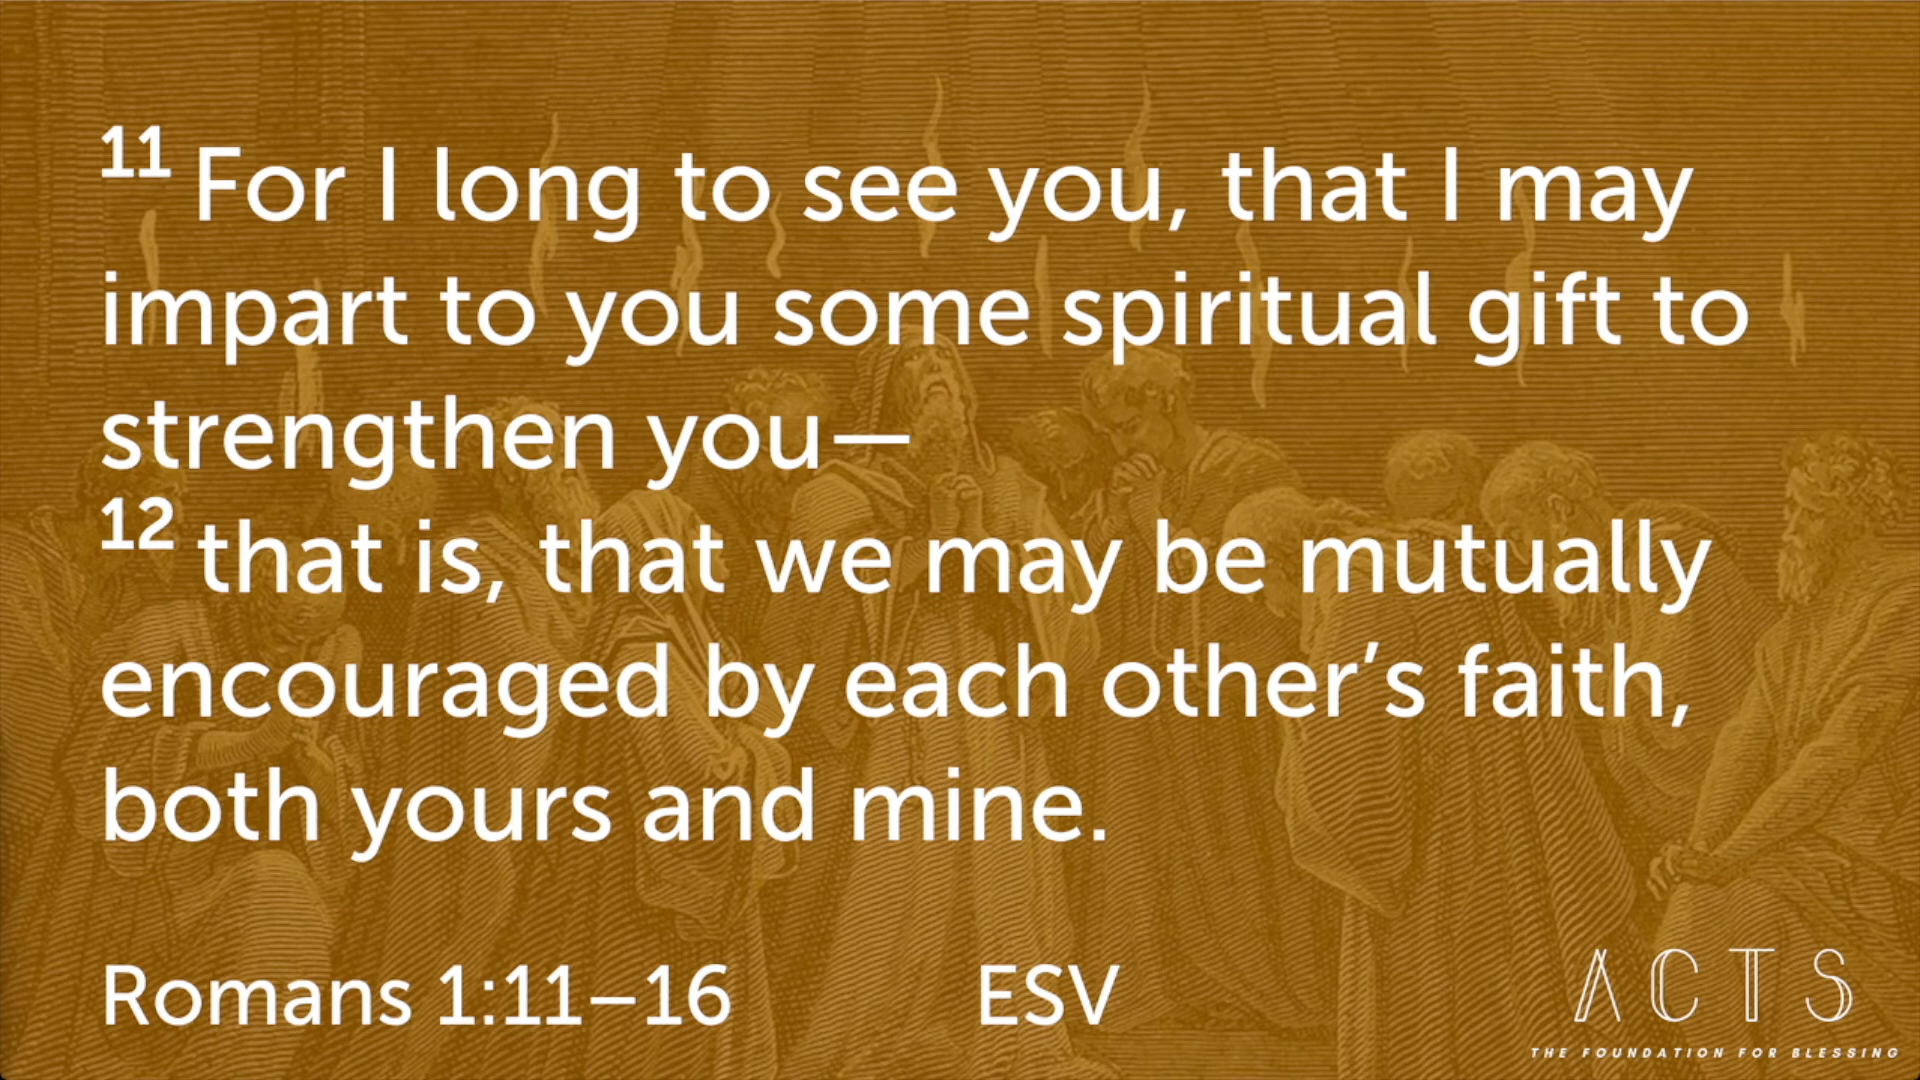 11 For I long to see you, that I may
impart to you some spiritual gift to
strengthen you—
12 that is, that we may be mutually
encouraged by each other’s faith,
both yours and mine.
Romans 1:11–16 ESV
ACTS
THE FOUNDATION FOR BLESSING